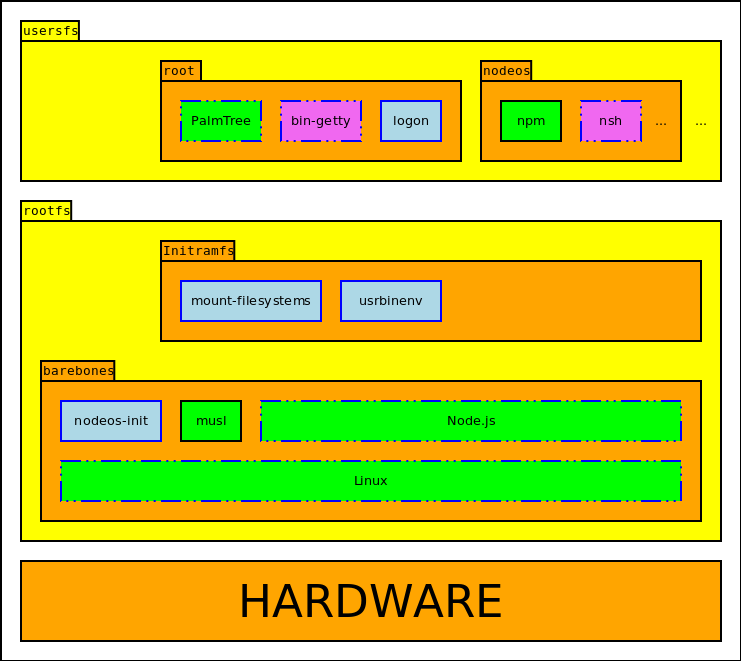 usersfs
root
nodeos
PalmTree
bin-getty
logon
npm
nsh
...
...
rootfs
Initramfs
mount-filesystems
usrbinenv
barebones
nodeos-init
musl
Node.js
Linux
HARDWARE